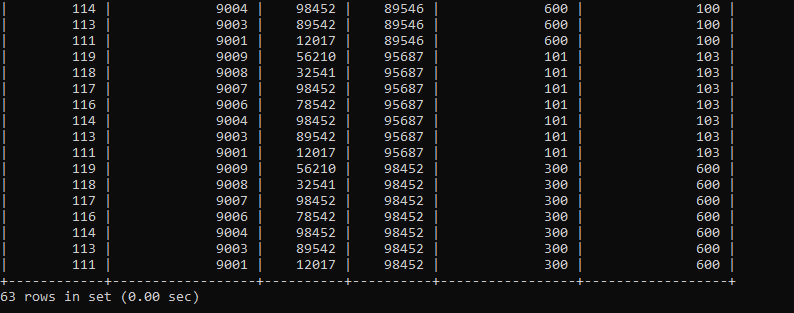 |        114 |             9004 |    98452 |    89546 |             600 |              100 |
|        113 |             9003 |    89542 |    89546 |             600 |              100 |
|        111 |             9001 |    12017 |    89546 |             600 |              100 |
|        119 |             9009 |    56210 |    95687 |             101 |              103 |
|        118 |             9008 |    32541 |    95687 |             101 |              103 |
|        117 |             9007 |    98452 |    95687 |             101 |              103 |
|        116 |             9006 |    78542 |    95687 |             101 |              103 |
|        114 |             9004 |    98452 |    95687 |             101 |              103 |
|        113 |             9003 |    89542 |    95687 |             101 |              103 |
|        111 |             9001 |    12017 |    95687 |             101 |              103 |
|        119 |             9009 |    56210 |    98452 |             300 |              600 |
|        118 |             9008 |    32541 |    98452 |             300 |              600 |
|        117 |             9007 |    98452 |    98452 |             300 |              600 |
|        116 |             9006 |    78542 |    98452 |             300 |              600 |
|        114 |             9004 |    98452 |    98452 |             300 |              600 |
|        113 |             9003 |    89542 |    98452 |             300 |              600 |
|        111 |             9001 |    12017 |    98452 |             300 |              600 |
+------------+------------------+----------+----------+-----------------+------------------+
63 rows in set (0.00 sec)